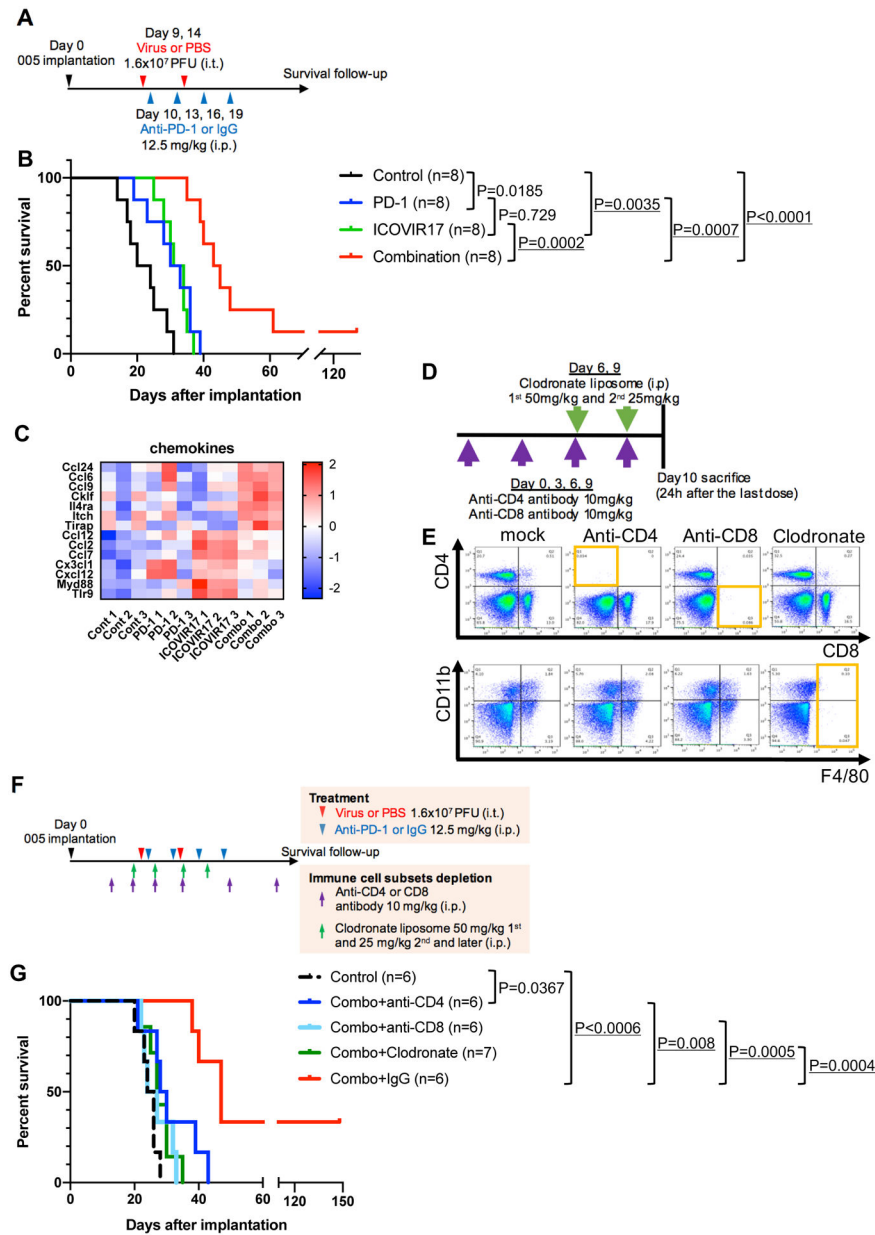 A
Day 0
005 implantation
Day 9, 14
Virus or PBS
1.6x10⁷ PFU (i.t.)
Survival follow-up
Day 10, 13, 16, 19
Anti-PD-1 or IgG
12.5 mg/kg (i.p.)
B
Percent survival
100
50
0
0 20 40 60 120
Days after implantation
Control (n=8)
PD-1 (n=8)
ICOVIR17 (n=8)
Combination (n=8)
P=0.0185
P=0.729
P=0.0002
P=0.0035
P=0.0007
P<0.0001
C
chemokines
Ccl24
Ccl6
Ccl9
Cklf
Il4ra
Itch
Tirap
Ccl12
Ccl2
Ccl7
Cx3cl1
Cxcl12
Myd88
Tlr9
Cont 1
Cont 2
Cont 3
PD-1 1
PD-1 2
PD-1 3
ICOVIR17 1
ICOVIR17 2
ICOVIR17 3
Combo 1
Combo 2
Combo 3
2
1
0
-1
-2
D
Day 6, 9
Clodronate liposome (i.p)
1st 50mg/kg and 2nd 25mg/kg
Day 0, 3, 6, 9
Anti-CD4 antibody 10mg/kg
Anti-CD8 antibody 10mg/kg
Day10 sacrifice
(24h after the last dose)
E
mock Anti-CD4 Anti-CD8 Clodronate
CD4
CD8
CD11b
F4/80
F
Day 0
005 implantation
Survival follow-up
Treatment
Virus or PBS 1.6x10⁷ PFU (i.t.)
Anti-PD-1 or IgG 12.5 mg/kg (i.p.)
Immune cell subsets depletion
Anti-CD4 or CD8
antibody 10 mg/kg (i.p.)
Clodronate liposome 50 mg/kg 1st
and 25 mg/kg 2nd and later (i.p.)
G
Percent survival
100
50
0
0 20 40 60 120 150
Days after implantation
Control (n=6)
Combo+anti-CD4 (n=6)
Combo+anti-CD8 (n=6)
Combo+Clodronate (n=7)
Combo+IgG (n=6)
P=0.0367
P<0.0006
P=0.008
P=0.0005
P=0.0004